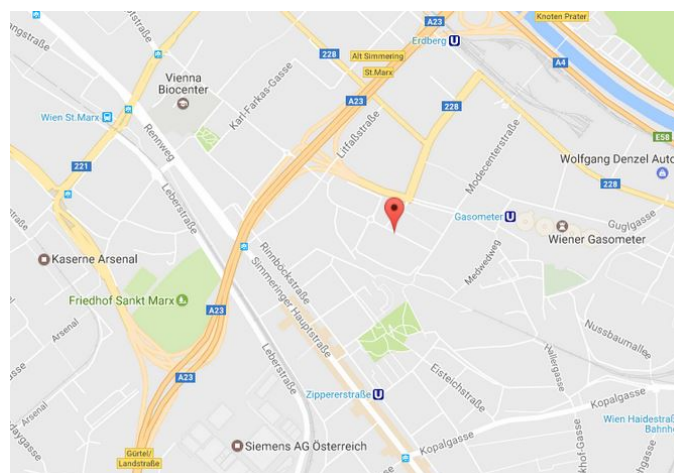 Knoten Prater
A23
Erdberg U
228
Alt Simmering
St.Marx
A4
Vienna
Biocenter
Karl-Farkas-Gasse
A23
228
Litfaßstraße
Modecenterstraße
E58
Wien St.Marx
Rennweg
Wolfgang Denzel Auto
221
Leberstraße
228
Gasometer U
Guglgasse
Wiener Gasometer
Kaserne Arsenal
Rinnböckstraße
Simmeringer Hauptstraße
Medwedweg
Friedhof Sankt Marx
A23
Arsenal
Nussbaumallee
Hallergasse
Leberstraße
Eisteichstraße
A23
Zippererstraße U
Kopalgasse
Arsenal
Wien Haidestraße
Bahnho
Gürtel/
Landstraße
Siemens AG Österreich
Kopalgasse